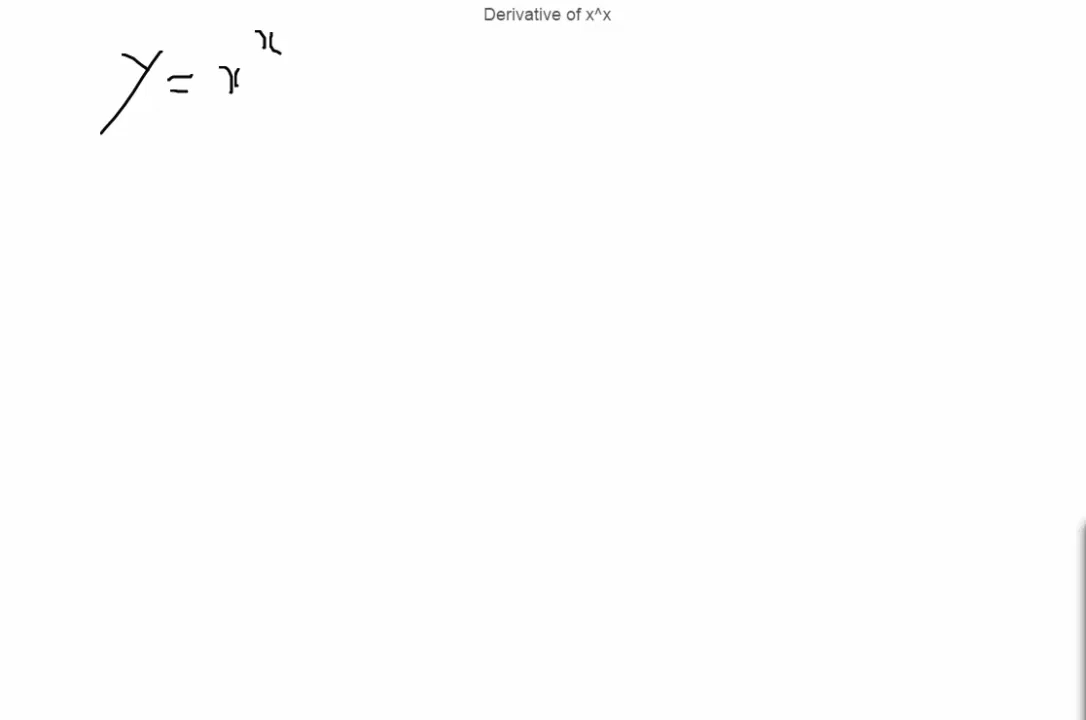 Derivative of x^x
y = x^x